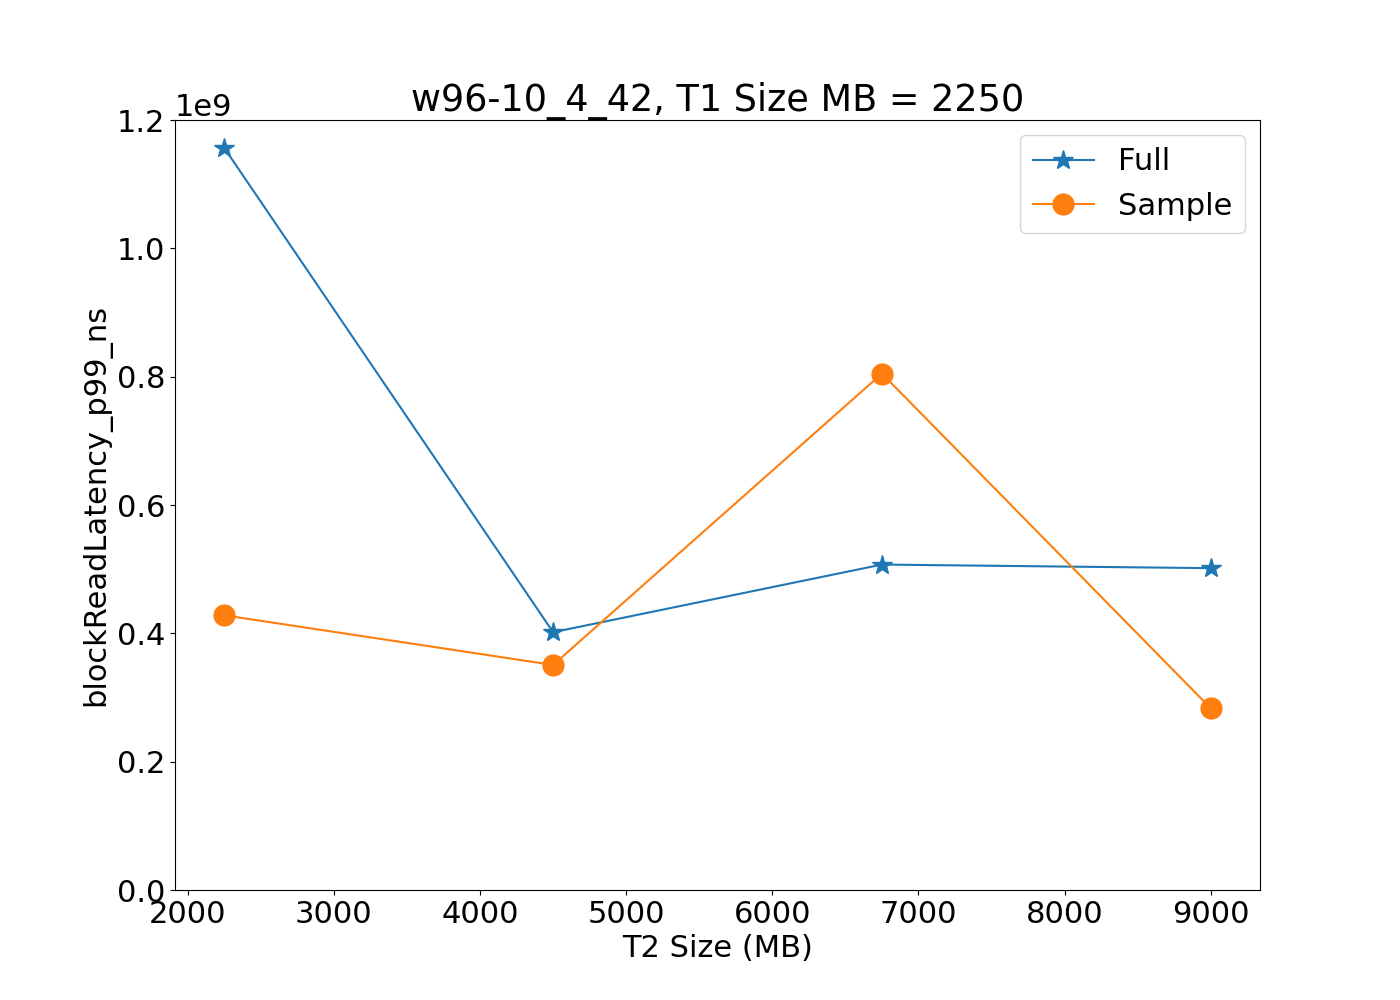 w96-10_4_42, T1 Size MB = 2250
1e9
1.2
1.0
0.8
0.6
0.4
0.2
0.0
blockReadLatency_p99_ns
Full
Sample
2000 3000 4000 5000 6000 7000 8000 9000
T2 Size (MB)